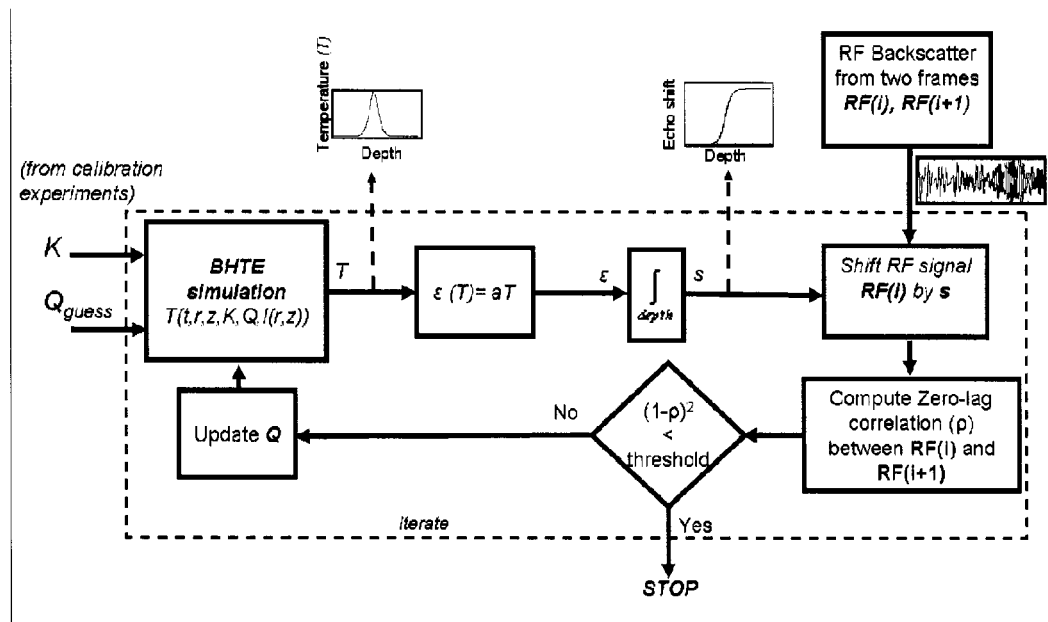 Temperature (T)
Depth
Echo shift
Depth
RF Backscatter
from two frames
RF(i), RF(i+1)
(from calibration
experiments)
K
Qguess
BHTE
simulation
T(t,r,z,K,Q,I(r,z))
T
ε (T)= aT
ε
∫
depth
s
Shift RF signal
RF(i) by s
Compute Zero-lag
correlation (ρ)
between RF(i) and
RF(i+1)
(1-ρ)²
<
threshold
No
Update Q
Yes
Iterate
STOP